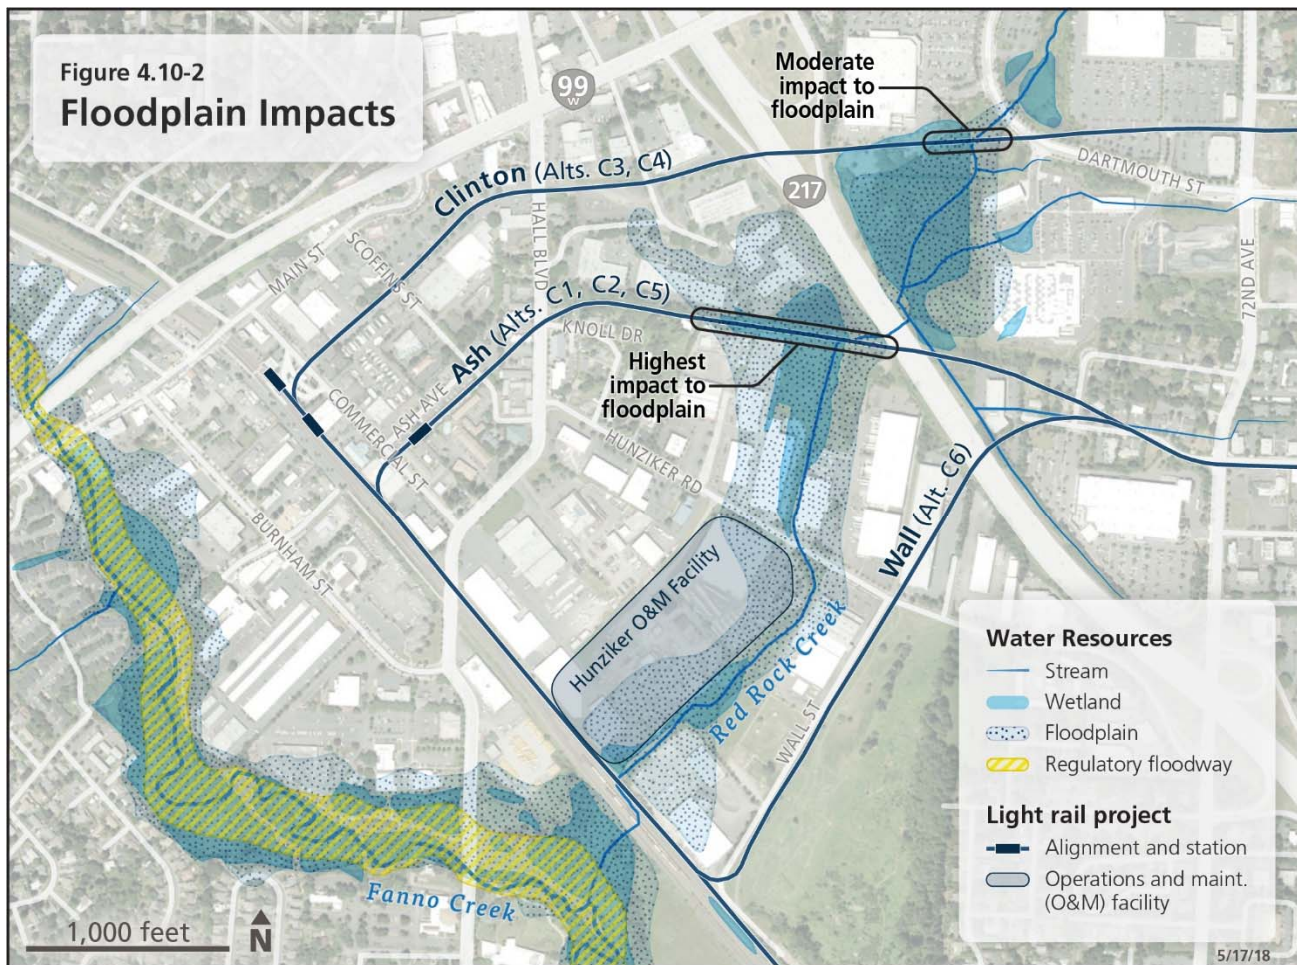 Figure 4.10-2
Floodplain Impacts
99
W
Moderate
impact to
floodplain
Clinton (Alts. C3, C4)
217
DARTMOUTH ST
HALL BLVD
SCOFFINS ST
MAIN ST
72ND AVE
Ash (Alts. C1, C2, C5)
KNOLL DR
Highest
impact to
floodplain
COMMERCIAL ST
ASH AVE
HUNZIKER RD
Wall (Alt. C6)
BURNHAM ST
Hunziker O&M Facility
Red Rock Creek
WALL ST
Fanno Creek
1,000 feet
N
Water Resources
Stream
Wetland
Floodplain
Regulatory floodway
Light rail project
Alignment and station
Operations and maint.
(O&M) facility
5/17/18